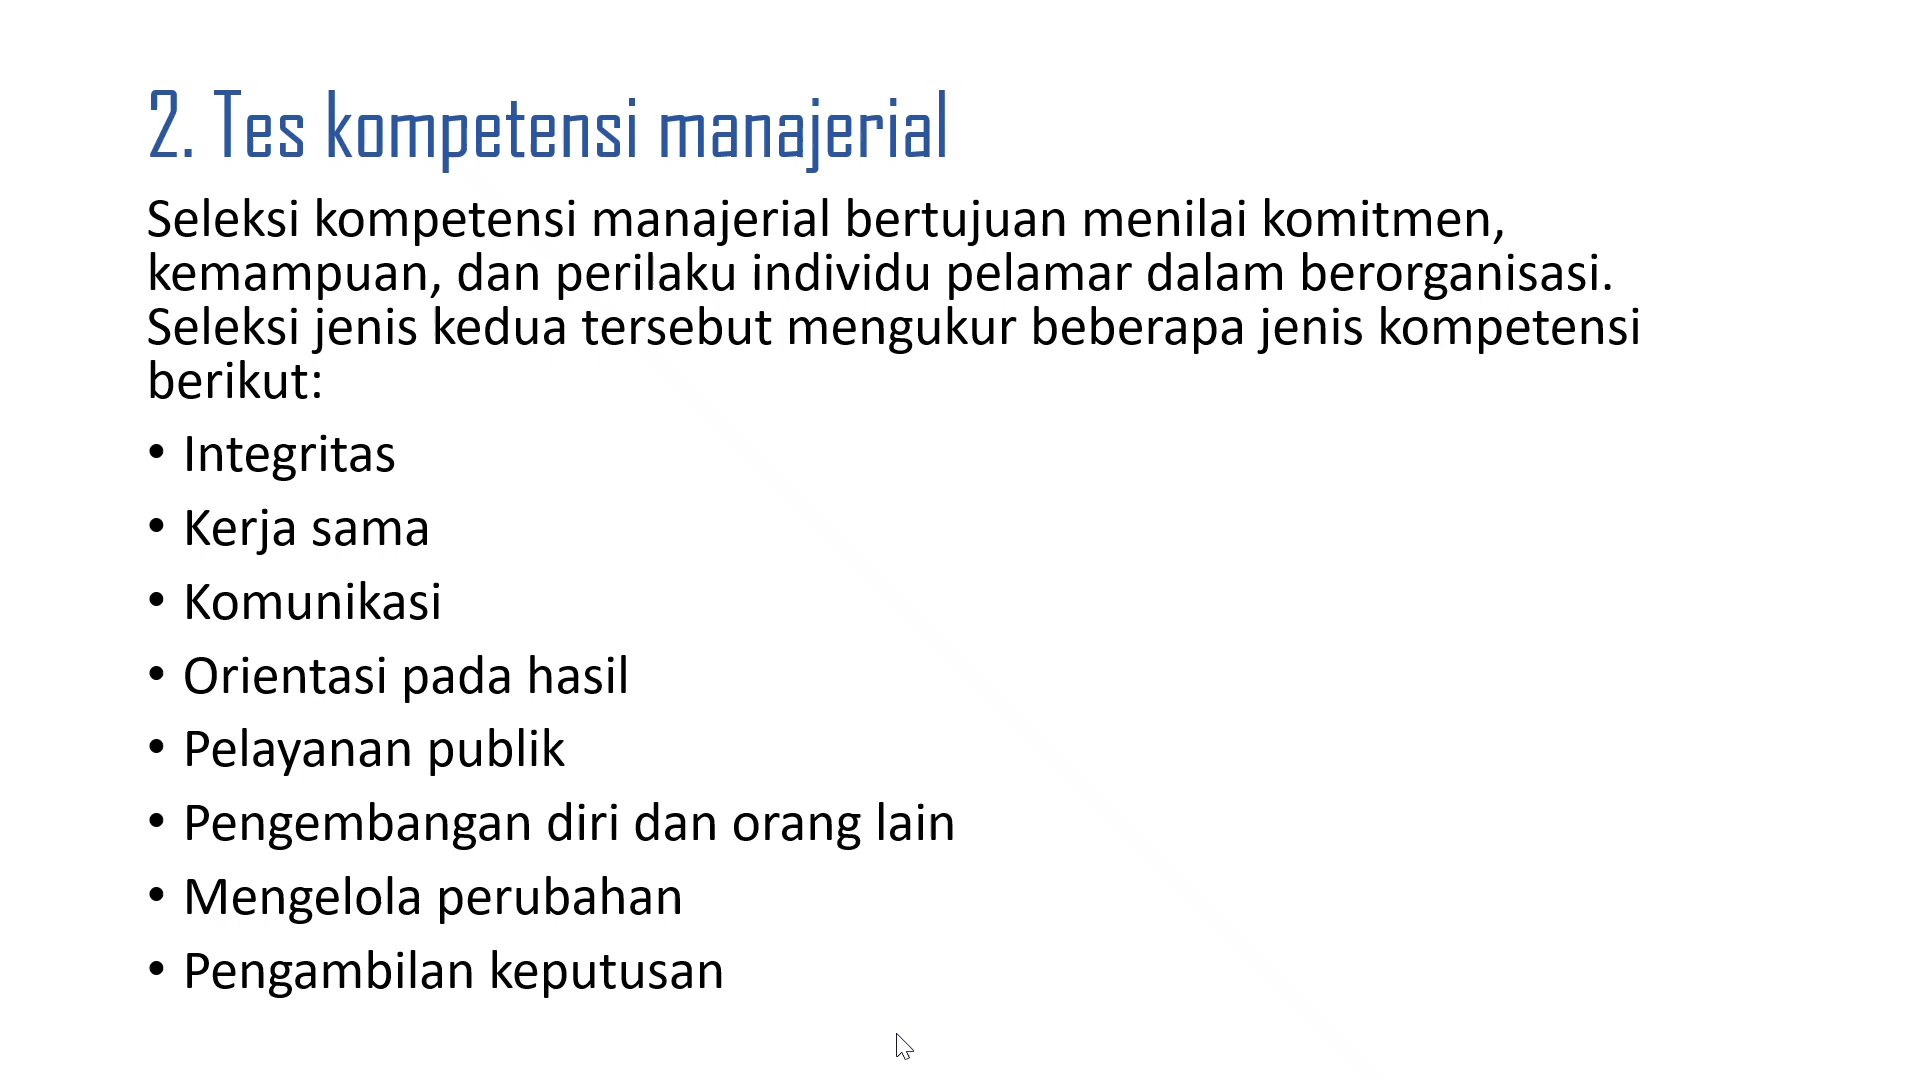 2. Tes kompetensi manajerial
Seleksi kompetensi manajerial bertujuan menilai komitmen,
kemampuan, dan perilaku individu pelamar dalam berorganisasi.
Seleksi jenis kedua tersebut mengukur beberapa jenis kompetensi
berikut:
• Integritas
• Kerja sama
• Komunikasi
• Orientasi pada hasil
• Pelayanan publik
• Pengembangan diri dan orang lain
• Mengelola perubahan
• Pengambilan keputusan